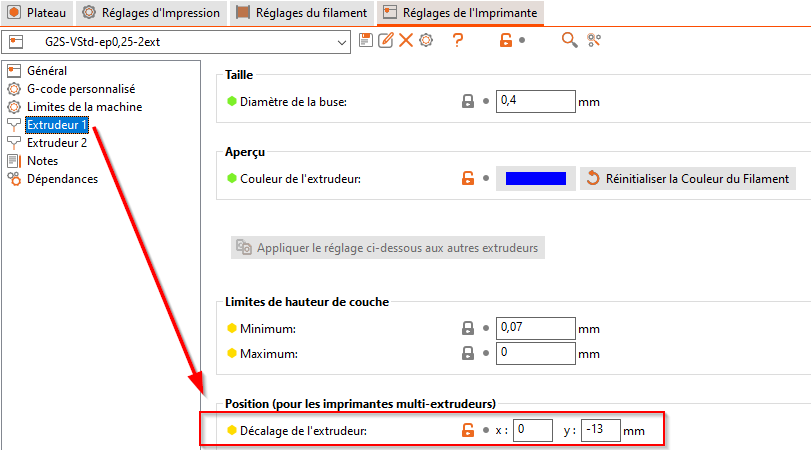 Plateau Réglages d'Impression Réglages du filament Réglages de l'Imprimante
G2S-VStd-ep0,25-2ext ?
Général
G-code personnalisé
Limites de la machine
Extrudeur 1
Extrudeur 2
Notes
Dépendances
Taille
Diamètre de la buse: 0,4 mm
Aperçu
Couleur de l'extrudeur: Réinitialiser la Couleur du Filament
Appliquer le réglage ci-dessous aux autres extrudeurs
Limites de hauteur de couche
Minimum: 0,07 mm
Maximum: 0 mm
Position (pour les imprimantes multi-extrudeurs)
Décalage de l'extrudeur: x : 0 y : -13 mm